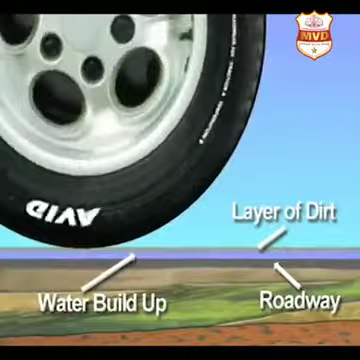 MVD
Layer of Dirt
AVID
Water Build Up
Roadway